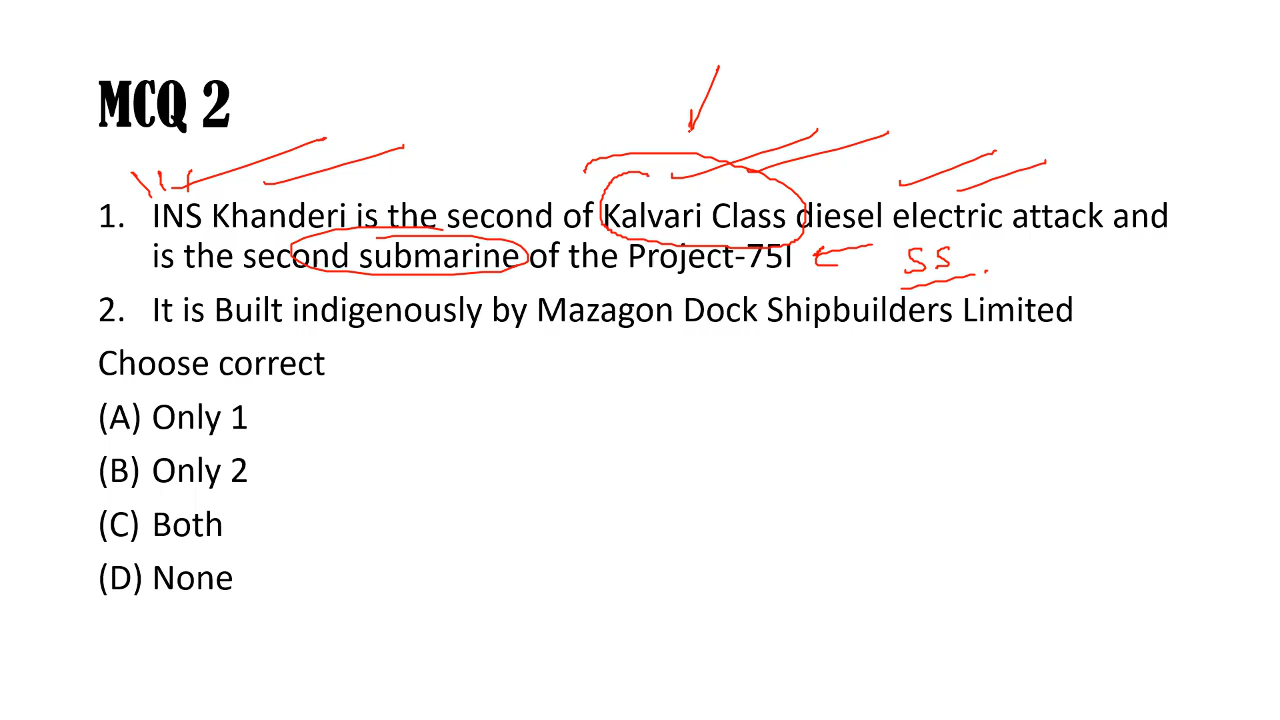 MCQ 2
1. INS Khanderi is the second of Kalvari Class diesel electric attack and
is the second submarine of the Project-75I
SS
2. It is Built indigenously by Mazagon Dock Shipbuilders Limited
Choose correct
(A) Only 1
(B) Only 2
(C) Both
(D) None